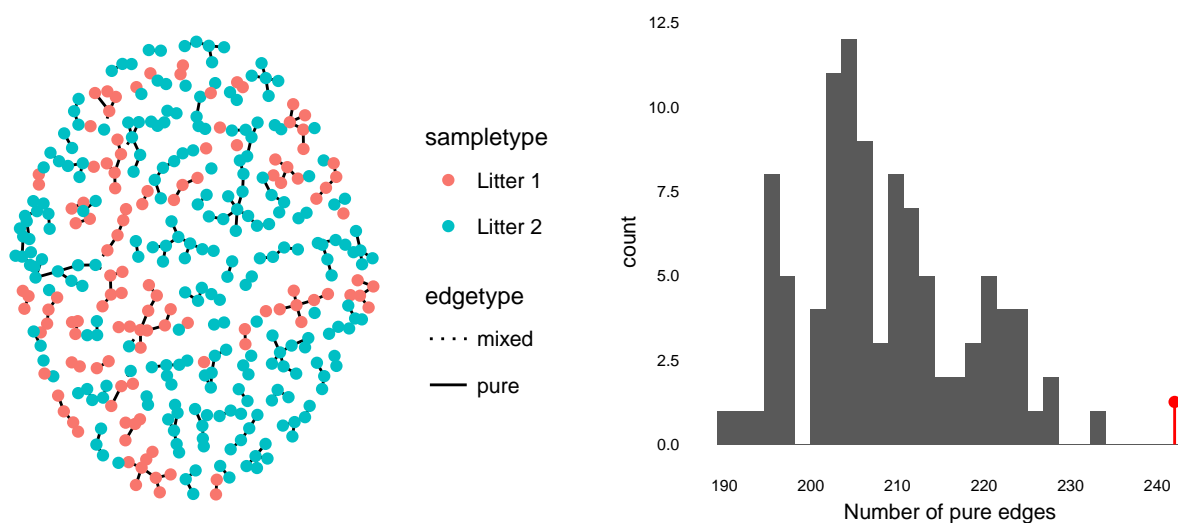 sampletype
Litter 1
Litter 2
edgetype
mixed
pure
12.5
10.0
7.5
5.0
2.5
0.0
count
190 200 210 220 230 240
Number of pure edges